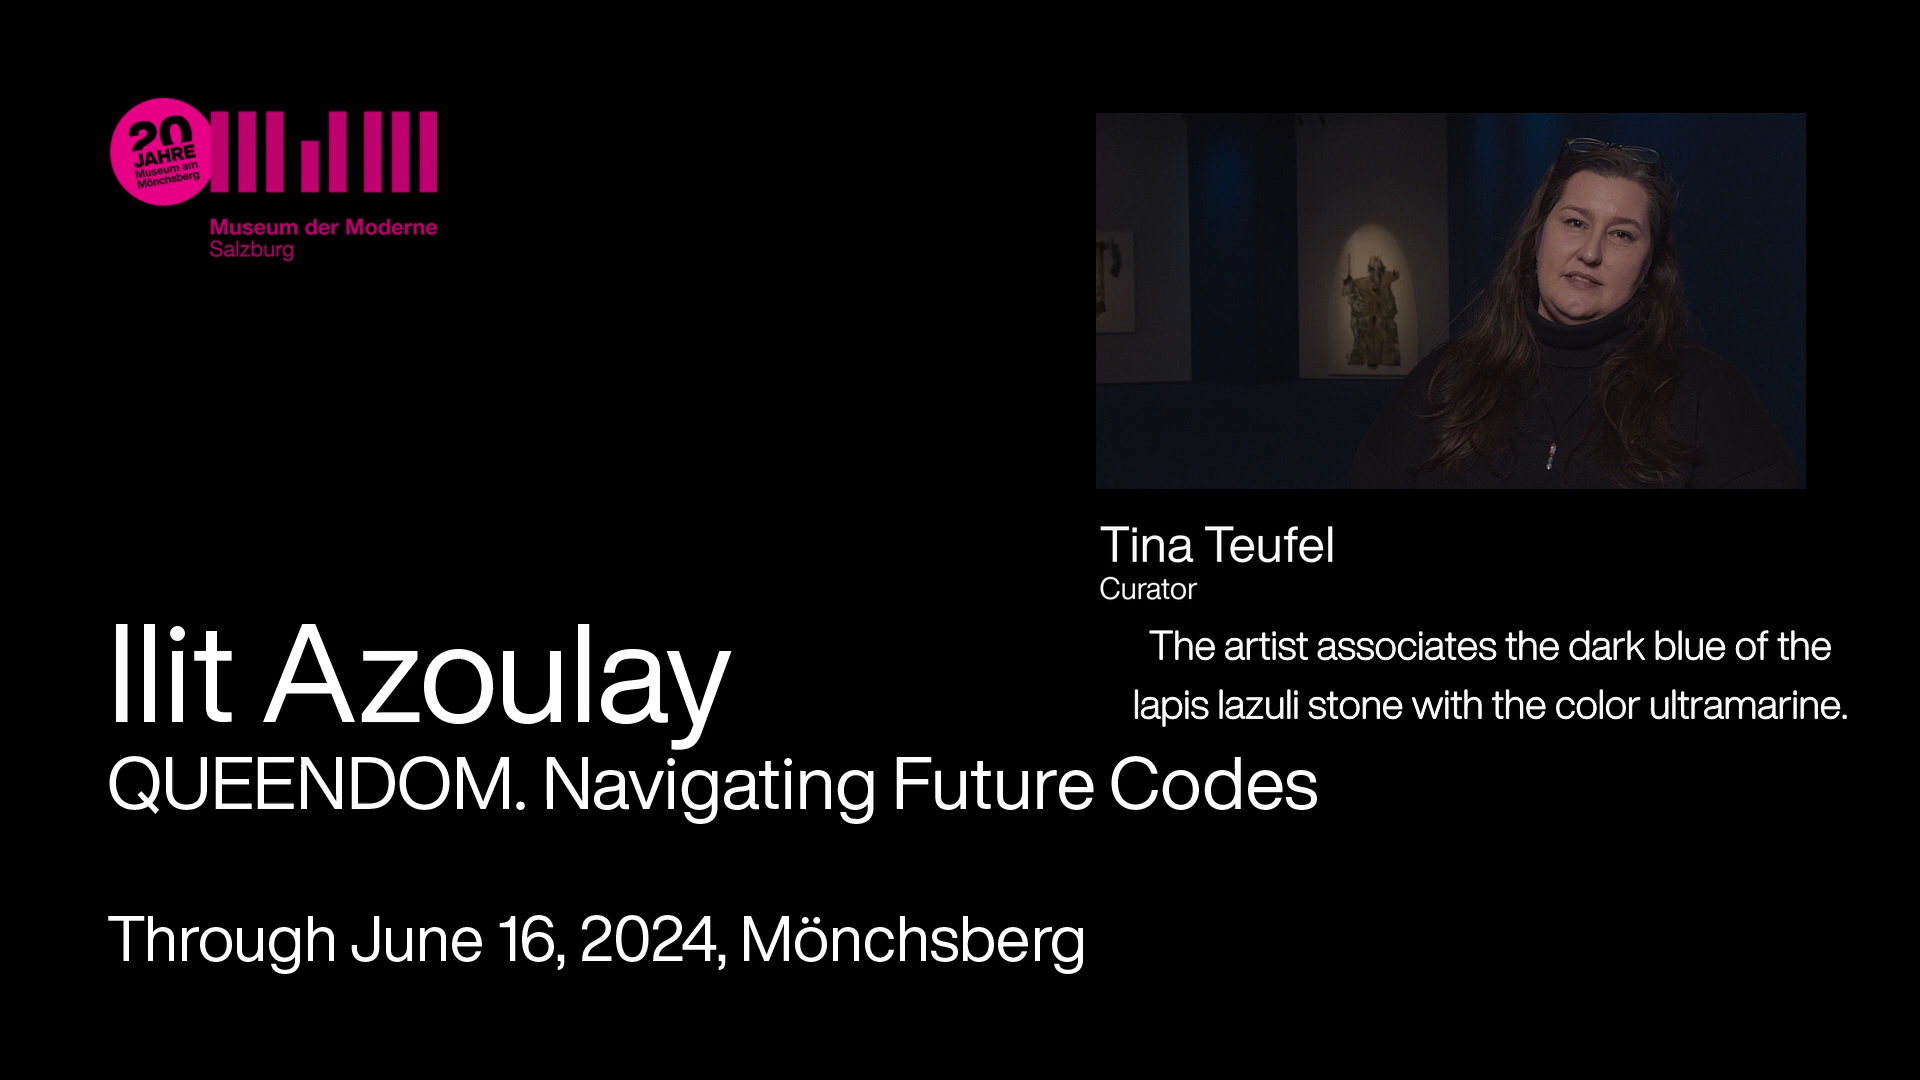 20
JAHRE
Museum am
Mönchsberg
Museum der Moderne
Salzburg
Tina Teufel
Curator
The artist associates the dark blue of the
lapis lazuli stone with the color ultramarine.
Ilit Azoulay
QUEENDOM. Navigating Future Codes
Through June 16, 2024, Mönchsberg